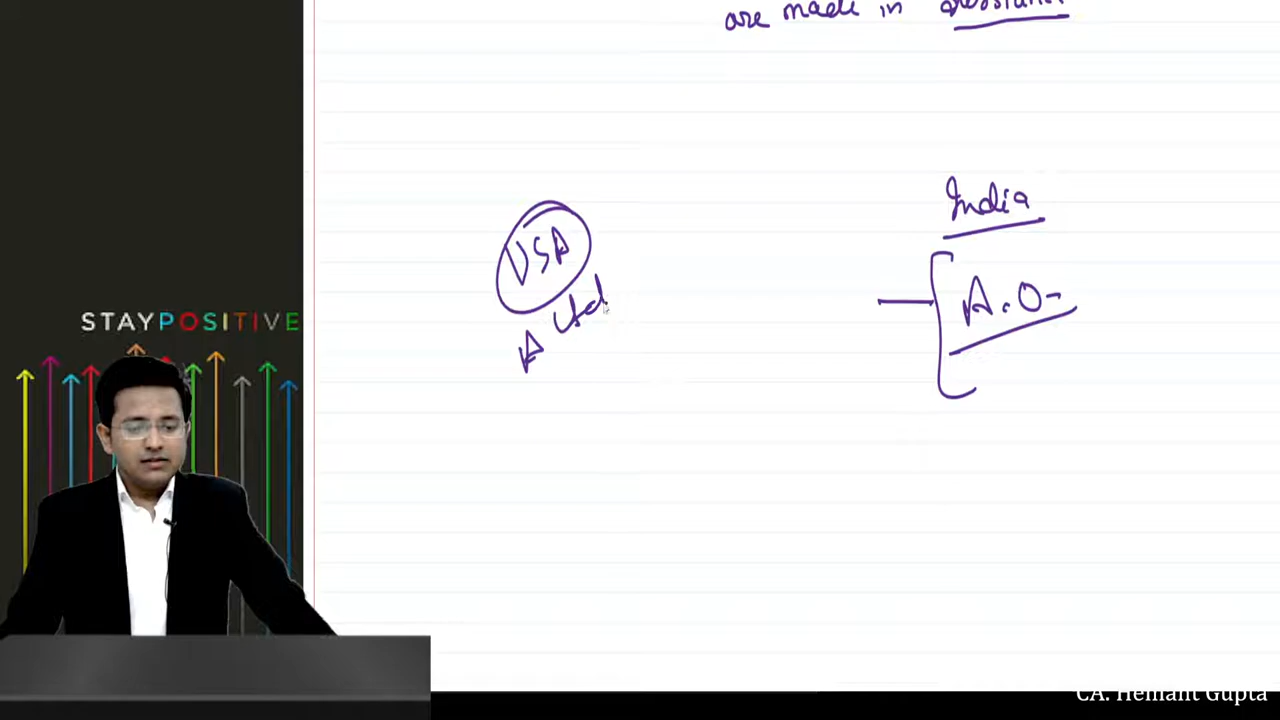 are made in
India
USA
A.O-
A Ltd
STAYPOSITIVE
CA. Hemant Gupta